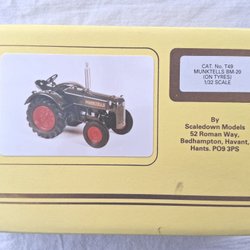 CAT. No. T49
MUNKTELLS BM-20
(ON TYRES)
1/32 SCALE
By
Scaledown Models
52 Roman Way,
Bedhampton, Havant,
Hants. PO9 3PS